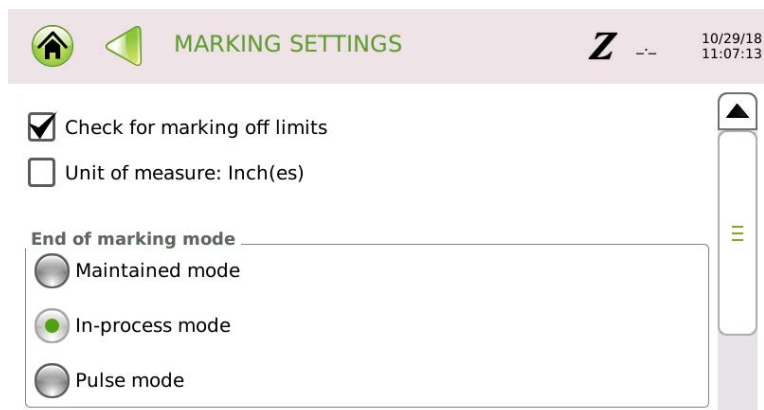 MARKING SETTINGS
Z _._
10/29/18
11:07:13
Check for marking off limits
Unit of measure: Inch(es)
End of marking mode
Maintained mode
In-process mode
Pulse mode